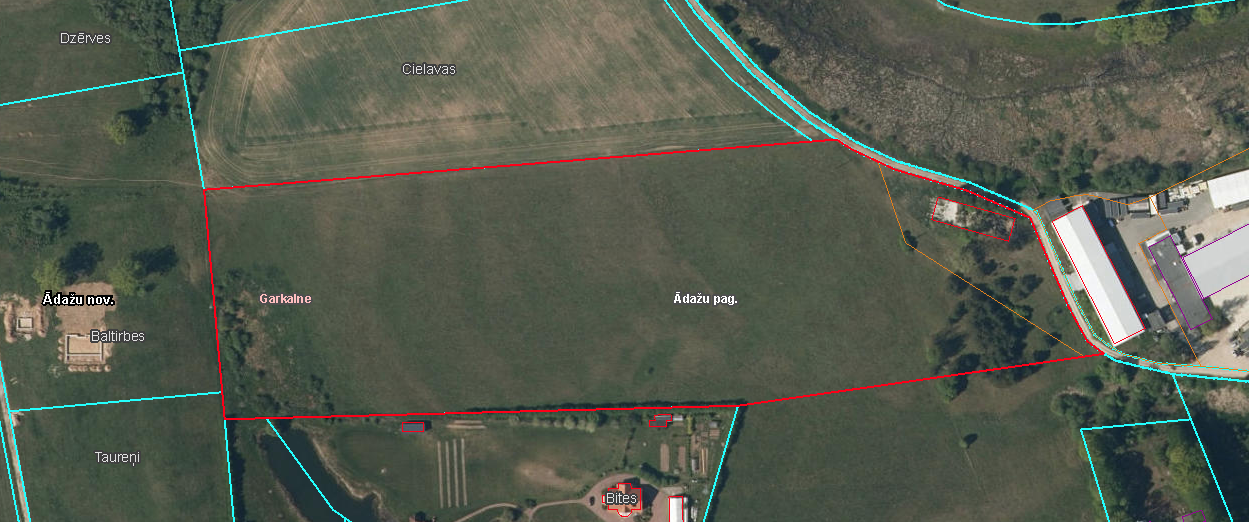 Dzērves
Cielavas
Ādažu nov.
Garkalne
Ādažu pag.
Baltirbes
Taureņi
Bites